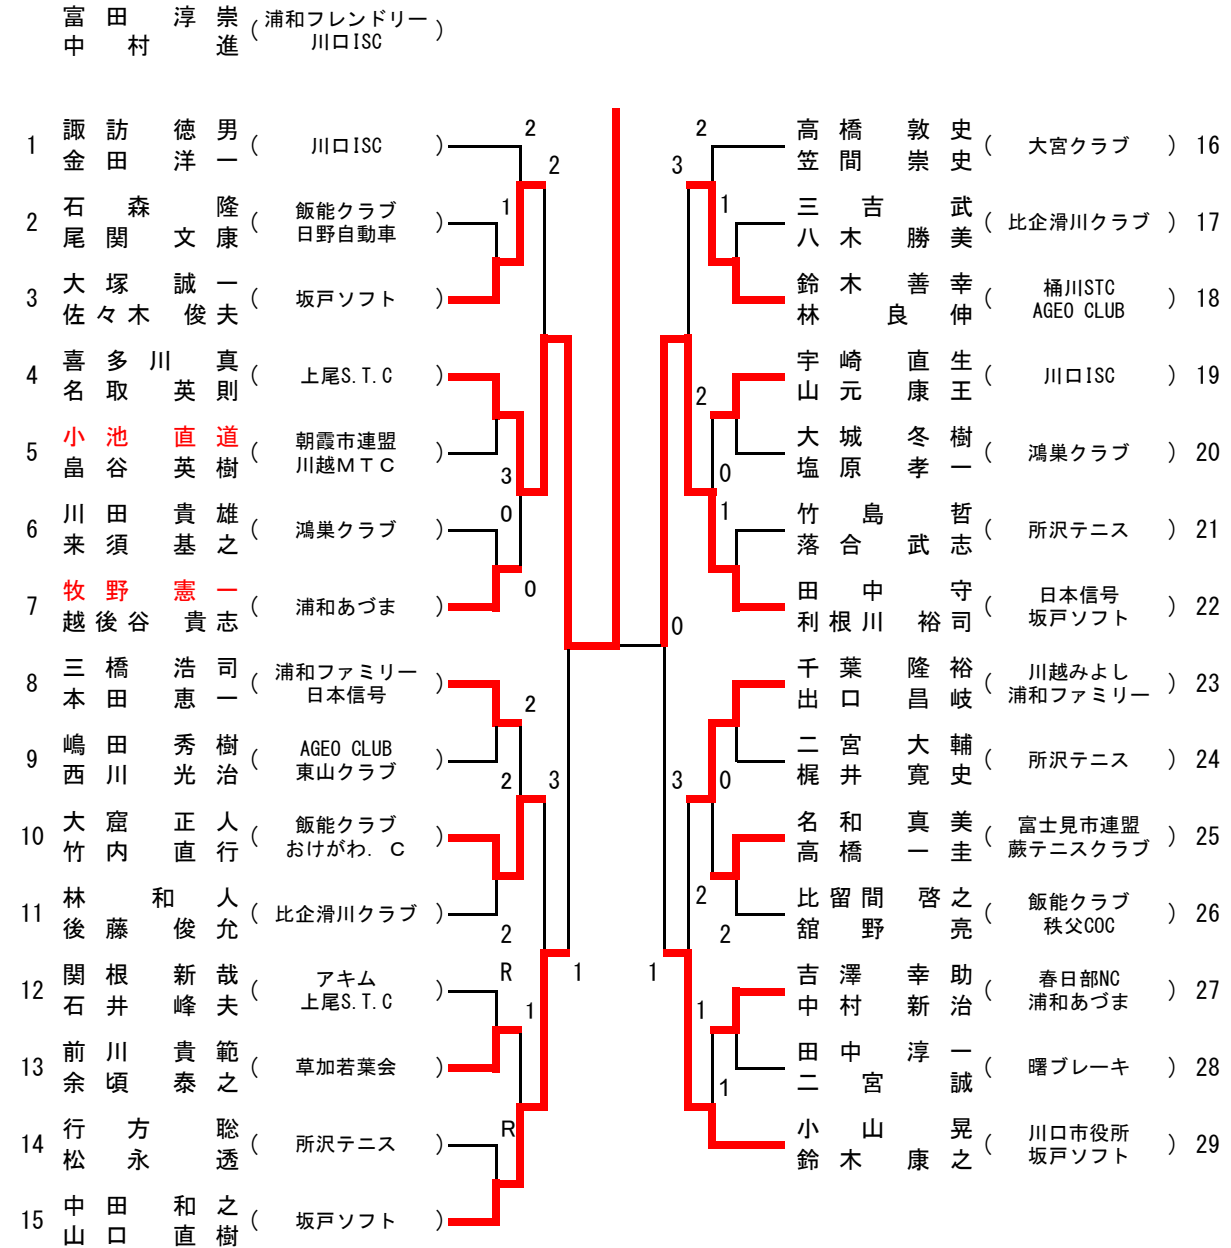 富田 淳崇 (浦和フレンドリー
中村 進 川口ISC )
1 諏訪 徳男 ( 川口ISC )
金田 洋一
2 石森 隆 ( 飯能クラブ )
尾関 文康 日野自動車
3 大塚 誠一 ( 坂戸ソフト )
佐々木 俊夫
4 喜多川 真 ( 上尾S.T.C )
名取 英則
5 小池 直道 ( 朝霞市連盟 )
畠谷 英樹 川越MTC
6 川田 貴雄 ( 鴻巣クラブ )
来須 基之
7 牧野 憲一 ( 浦和あづま )
越後谷 貴志
8 三橋 浩司 ( 浦和ファミリー )
本田 恵一 日本信号
9 嶋田 秀樹 ( AGEO CLUB )
西川 光治 東山クラブ
10 大窟 正人 ( 飯能クラブ )
竹内 直行 おけがわ.C
11 林 和人 ( 比企滑川クラブ )
後藤 俊允
12 関根 新哉 ( アキム )
石井 峰夫 上尾S.T.C
13 前川 貴範 ( 草加若葉会 )
余頃 泰之
14 行方 聡 ( 所沢テニス )
松永 透
15 中田 和之 ( 坂戸ソフト )
山口 直樹
2
2
1
3
0
0
2
2
3
2
R
1
R
1
2
3
1
2
0
1
0
3
0
2
2
1
1
1
高橋 敦史 ( 大宮クラブ ) 16
笠間 崇史
三吉 武 ( 比企滑川クラブ ) 17
八木 勝美
鈴木 善幸 ( 桶川STC ) 18
林 良伸 AGEO CLUB
宇崎 直生 ( 川口ISC ) 19
山元 康王
大城 冬樹 ( 鴻巣クラブ ) 20
塩原 孝一
竹島 哲 ( 所沢テニス ) 21
落合 武志
田中 守 ( 日本信号 ) 22
利根川 裕司 坂戸ソフト
千葉 隆裕 ( 川越みよし ) 23
出口 昌岐 浦和ファミリー
二宮 大輔 ( 所沢テニス ) 24
梶井 寛史
名和 真美 ( 富士見市連盟 ) 25
高橋 一圭 蕨テニスクラブ
比留間 啓之 ( 飯能クラブ ) 26
舘野 亮 秩父COC
吉澤 幸助 ( 春日部NC ) 27
中村 新治 浦和あづま
田中 淳一 ( 曙ブレーキ ) 28
二宮 誠
小山 晃 ( 川口市役所 ) 29
鈴木 康之 坂戸ソフト